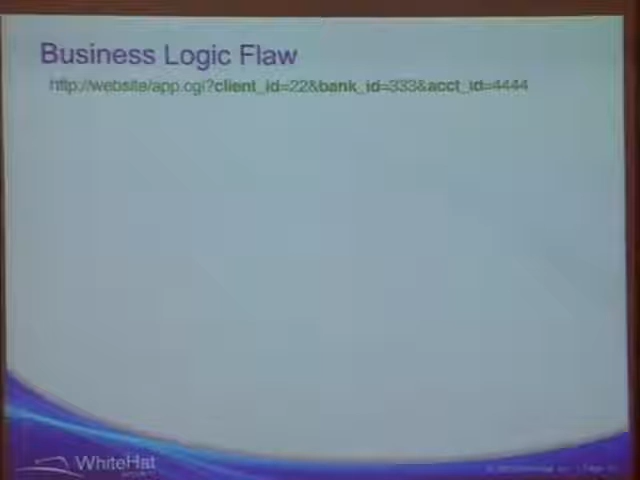 Business Logic Flaw
http://website/app.cgi?client_id=22&bank_id=333&acct_id=4444
WhiteHat